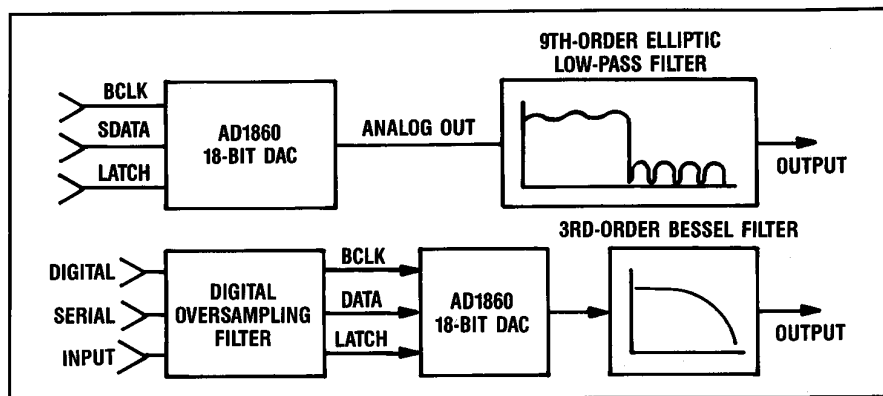 9TH-ORDER ELLIPTIC
LOW-PASS FILTER
BCLK
SDATA
LATCH
AD1860
18-BIT DAC
ANALOG OUT
OUTPUT
3RD-ORDER BESSEL FILTER
DIGITAL
SERIAL
INPUT
DIGITAL
OVERSAMPLING
FILTER
BCLK
DATA
LATCH
AD1860
18-BIT DAC
OUTPUT